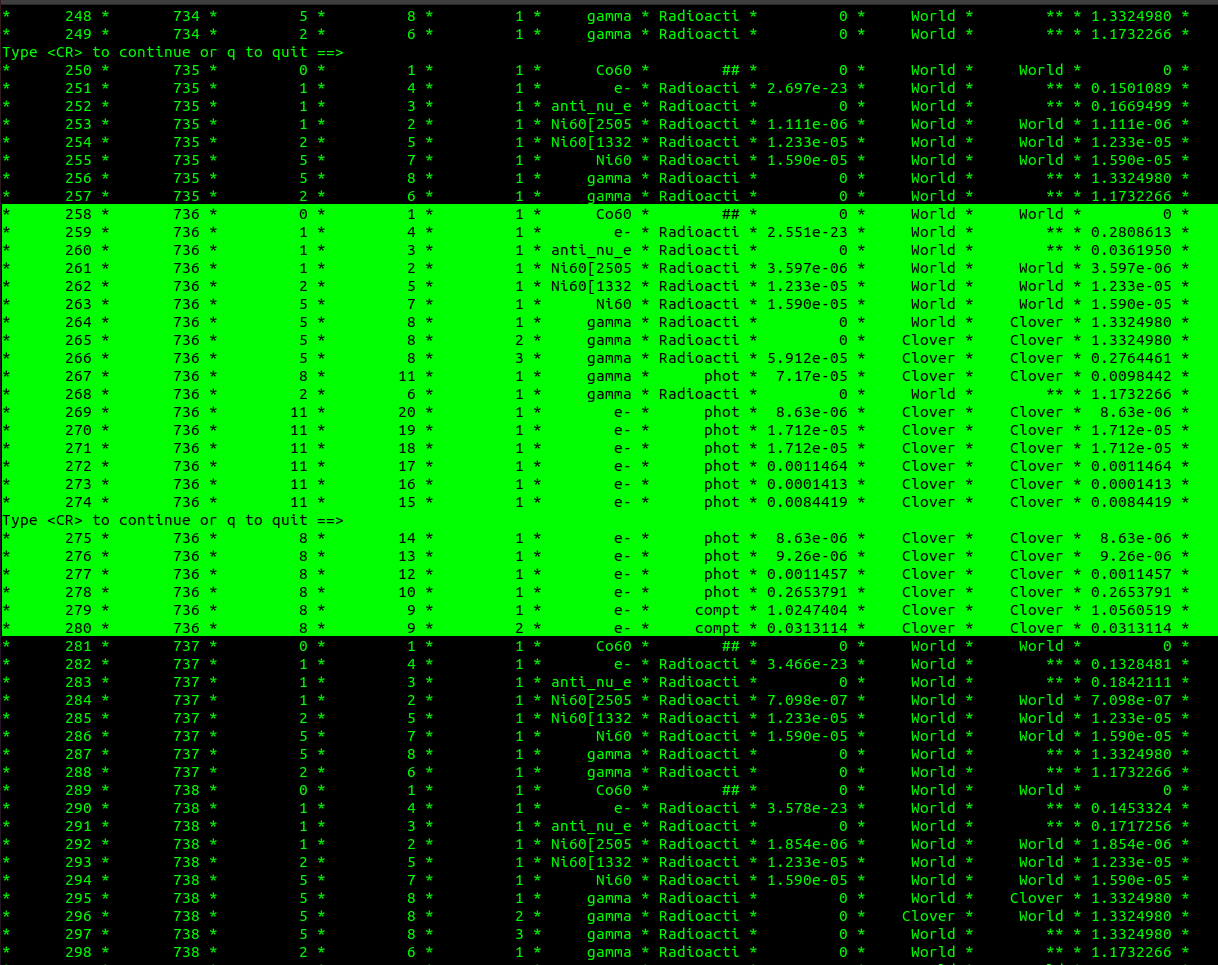 *      248 *       734 *         5 *         8 *         1 *     gamma * Radioacti *         0 *     World *        ** * 1.3324980 *
*      249 *       734 *         2 *         6 *         1 *     gamma * Radioacti *         0 *     World *        ** * 1.1732266 *
Type <CR> to continue or q to quit ==>
*      250 *       735 *         0 *         1 *         1 *      Co60 *        ## *         0 *     World *     World *         0 *
*      251 *       735 *         1 *         4 *         1 *        e- * Radioacti * 2.697e-23 *     World *        ** * 0.1501089 *
*      252 *       735 *         1 *         3 *         1 * anti_nu_e * Radioacti *         0 *     World *        ** * 0.1669499 *
*      253 *       735 *         1 *         2 *         1 * Ni60[2505 * Radioacti * 1.111e-06 *     World *     World * 1.111e-06 *
*      254 *       735 *         2 *         5 *         1 * Ni60[1332 * Radioacti * 1.233e-05 *     World *     World * 1.233e-05 *
*      255 *       735 *         5 *         7 *         1 *      Ni60 * Radioacti * 1.590e-05 *     World *     World * 1.590e-05 *
*      256 *       735 *         5 *         8 *         1 *     gamma * Radioacti *         0 *     World *        ** * 1.3324980 *
*      257 *       735 *         2 *         6 *         1 *     gamma * Radioacti *         0 *     World *        ** * 1.1732266 *
*      258 *       736 *         0 *         1 *         1 *      Co60 *        ## *         0 *     World *     World *         0 *
*      259 *       736 *         1 *         4 *         1 *        e- * Radioacti * 2.551e-23 *     World *        ** * 0.2808613 *
*      260 *       736 *         1 *         3 *         1 * anti_nu_e * Radioacti *         0 *     World *        ** * 0.0361950 *
*      261 *       736 *         1 *         2 *         1 * Ni60[2505 * Radioacti * 3.597e-06 *     World *     World * 3.597e-06 *
*      262 *       736 *         2 *         5 *         1 * Ni60[1332 * Radioacti * 1.233e-05 *     World *     World * 1.233e-05 *
*      263 *       736 *         5 *         7 *         1 *      Ni60 * Radioacti * 1.590e-05 *     World *     World * 1.590e-05 *
*      264 *       736 *         5 *         8 *         1 *     gamma * Radioacti *         0 *     World *    Clover * 1.3324980 *
*      265 *       736 *         5 *         8 *         2 *     gamma * Radioacti *         0 *    Clover *    Clover * 1.3324980 *
*      266 *       736 *         5 *         8 *         3 *     gamma * Radioacti * 5.912e-05 *    Clover *    Clover * 0.2764461 *
*      267 *       736 *         8 *        11 *         1 *     gamma *      phot *  7.17e-05 *    Clover *    Clover * 0.0098442 *
*      268 *       736 *         2 *         6 *         1 *     gamma * Radioacti *         0 *     World *        ** * 1.1732266 *
*      269 *       736 *        11 *        20 *         1 *        e- *      phot *  8.63e-06 *    Clover *    Clover *  8.63e-06 *
*      270 *       736 *        11 *        19 *         1 *        e- *      phot * 1.712e-05 *    Clover *    Clover * 1.712e-05 *
*      271 *       736 *        11 *        18 *         1 *        e- *      phot * 1.712e-05 *    Clover *    Clover * 1.712e-05 *
*      272 *       736 *        11 *        17 *         1 *        e- *      phot * 0.0011464 *    Clover *    Clover * 0.0011464 *
*      273 *       736 *        11 *        16 *         1 *        e- *      phot * 0.0001413 *    Clover *    Clover * 0.0001413 *
*      274 *       736 *        11 *        15 *         1 *        e- *      phot * 0.0084419 *    Clover *    Clover * 0.0084419 *
Type <CR> to continue or q to quit ==>
*      275 *       736 *         8 *        14 *         1 *        e- *      phot *  8.63e-06 *    Clover *    Clover *  8.63e-06 *
*      276 *       736 *         8 *        13 *         1 *        e- *      phot *  9.26e-06 *    Clover *    Clover *  9.26e-06 *
*      277 *       736 *         8 *        12 *         1 *        e- *      phot * 0.0011457 *    Clover *    Clover * 0.0011457 *
*      278 *       736 *         8 *        10 *         1 *        e- *      phot * 0.2653791 *    Clover *    Clover * 0.2653791 *
*      279 *       736 *         8 *         9 *         1 *        e- *     compt * 1.0247404 *    Clover *    Clover * 1.0560519 *
*      280 *       736 *         8 *         9 *         2 *        e- *     compt * 0.0313114 *    Clover *    Clover * 0.0313114 *
*      281 *       737 *         0 *         1 *         1 *      Co60 *        ## *         0 *     World *     World *         0 *
*      282 *       737 *         1 *         4 *         1 *        e- * Radioacti * 3.466e-23 *     World *        ** * 0.1328481 *
*      283 *       737 *         1 *         3 *         1 * anti_nu_e * Radioacti *         0 *     World *        ** * 0.1842111 *
*      284 *       737 *         1 *         2 *         1 * Ni60[2505 * Radioacti * 7.098e-07 *     World *     World * 7.098e-07 *
*      285 *       737 *         2 *         5 *         1 * Ni60[1332 * Radioacti * 1.233e-05 *     World *     World * 1.233e-05 *
*      286 *       737 *         5 *         7 *         1 *      Ni60 * Radioacti * 1.590e-05 *     World *     World * 1.590e-05 *
*      287 *       737 *         5 *         8 *         1 *     gamma * Radioacti *         0 *     World *        ** * 1.3324980 *
*      288 *       737 *         2 *         6 *         1 *     gamma * Radioacti *         0 *     World *        ** * 1.1732266 *
*      289 *       738 *         0 *         1 *         1 *      Co60 *        ## *         0 *     World *     World *         0 *
*      290 *       738 *         1 *         4 *         1 *        e- * Radioacti * 3.578e-23 *     World *        ** * 0.1453324 *
*      291 *       738 *         1 *         3 *         1 * anti_nu_e * Radioacti *         0 *     World *        ** * 0.1717256 *
*      292 *       738 *         1 *         2 *         1 * Ni60[2505 * Radioacti * 1.854e-06 *     World *     World * 1.854e-06 *
*      293 *       738 *         2 *         5 *         1 * Ni60[1332 * Radioacti * 1.233e-05 *     World *     World * 1.233e-05 *
*      294 *       738 *         5 *         7 *         1 *      Ni60 * Radioacti * 1.590e-05 *     World *     World * 1.590e-05 *
*      295 *       738 *         5 *         8 *         1 *     gamma * Radioacti *         0 *     World *    Clover * 1.3324980 *
*      296 *       738 *         5 *         8 *         2 *     gamma * Radioacti *         0 *    Clover *     World * 1.3324980 *
*      297 *       738 *         5 *         8 *         3 *     gamma * Radioacti *         0 *     World *        ** * 1.3324980 *
*      298 *       738 *         2 *         6 *         1 *     gamma * Radioacti *         0 *     World *        ** * 1.1732266 *